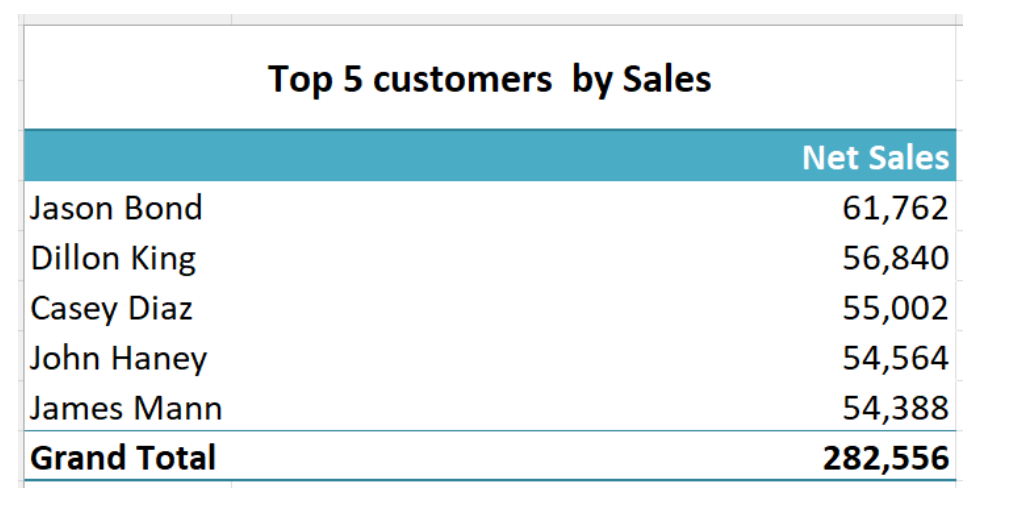 Top 5 customers  by Sales
Net Sales
Jason Bond 61,762
Dillon King 56,840
Casey Diaz 55,002
John Haney 54,564
James Mann 54,388
Grand Total 282,556